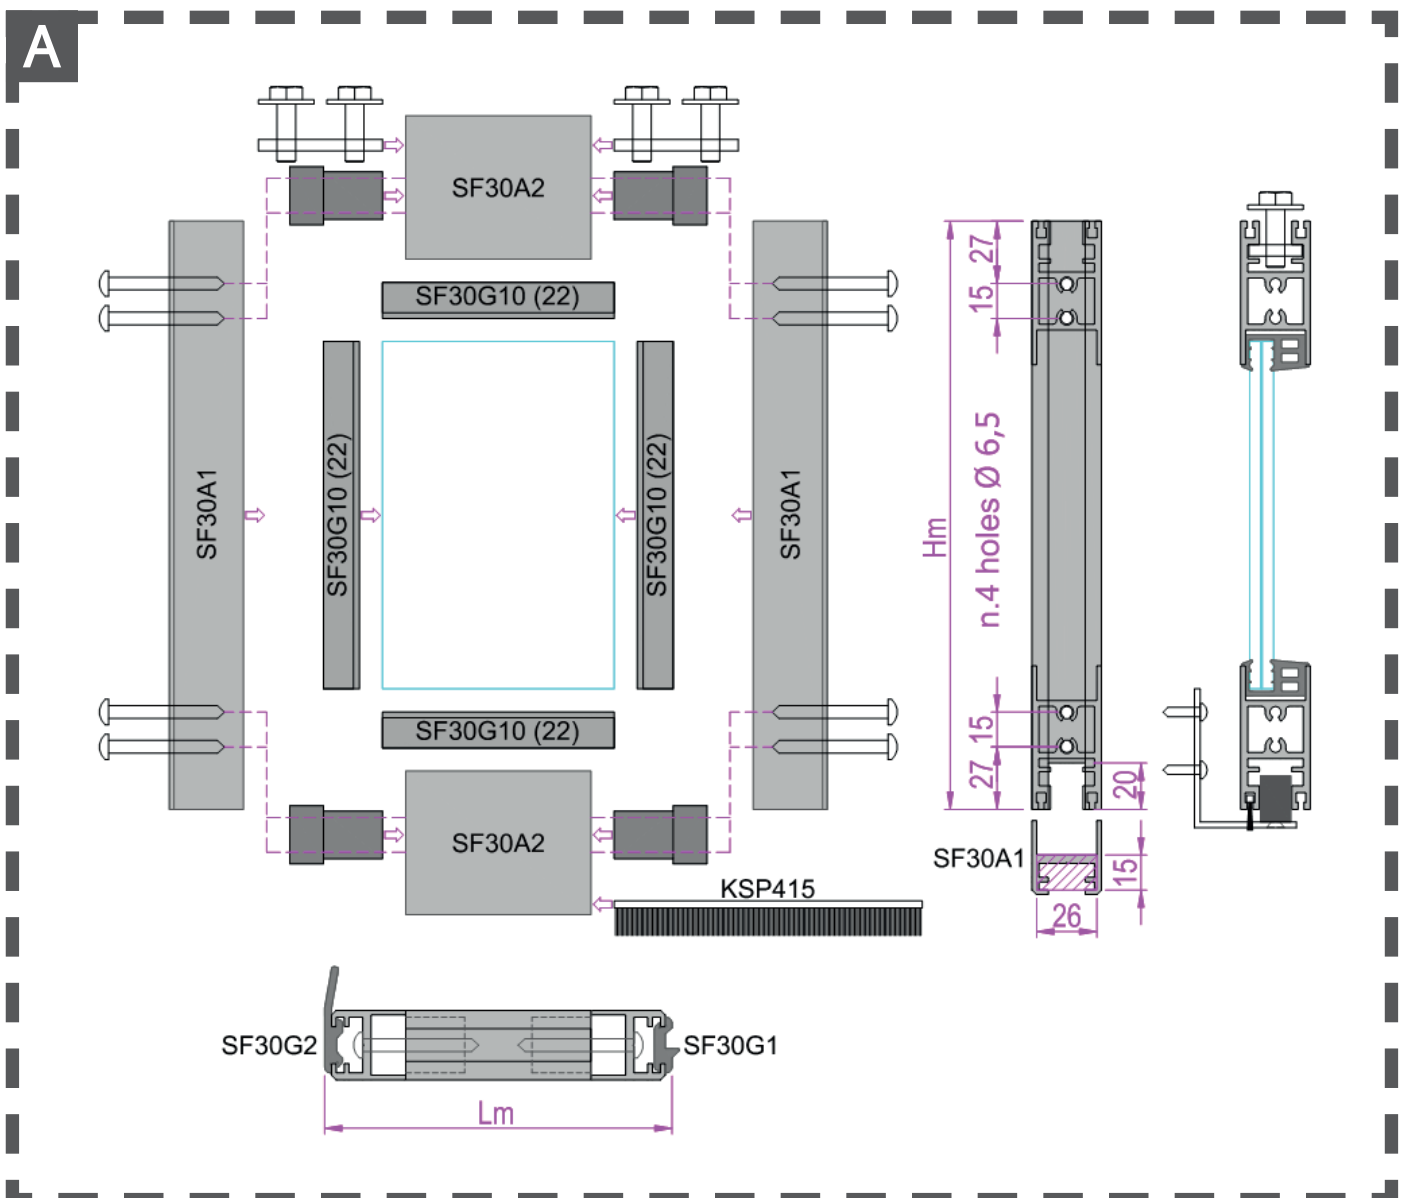 A
SF30A2
SF30G10 (22)
SF30A1
SF30G10 (22)
SF30G10 (22)
SF30A1
SF30G10 (22)
SF30A2
KSP415
Hm
27
15
n.4 holes Ø 6,5
15
27
20
SF30A1
15
26
SF30G2
SF30G1
Lm